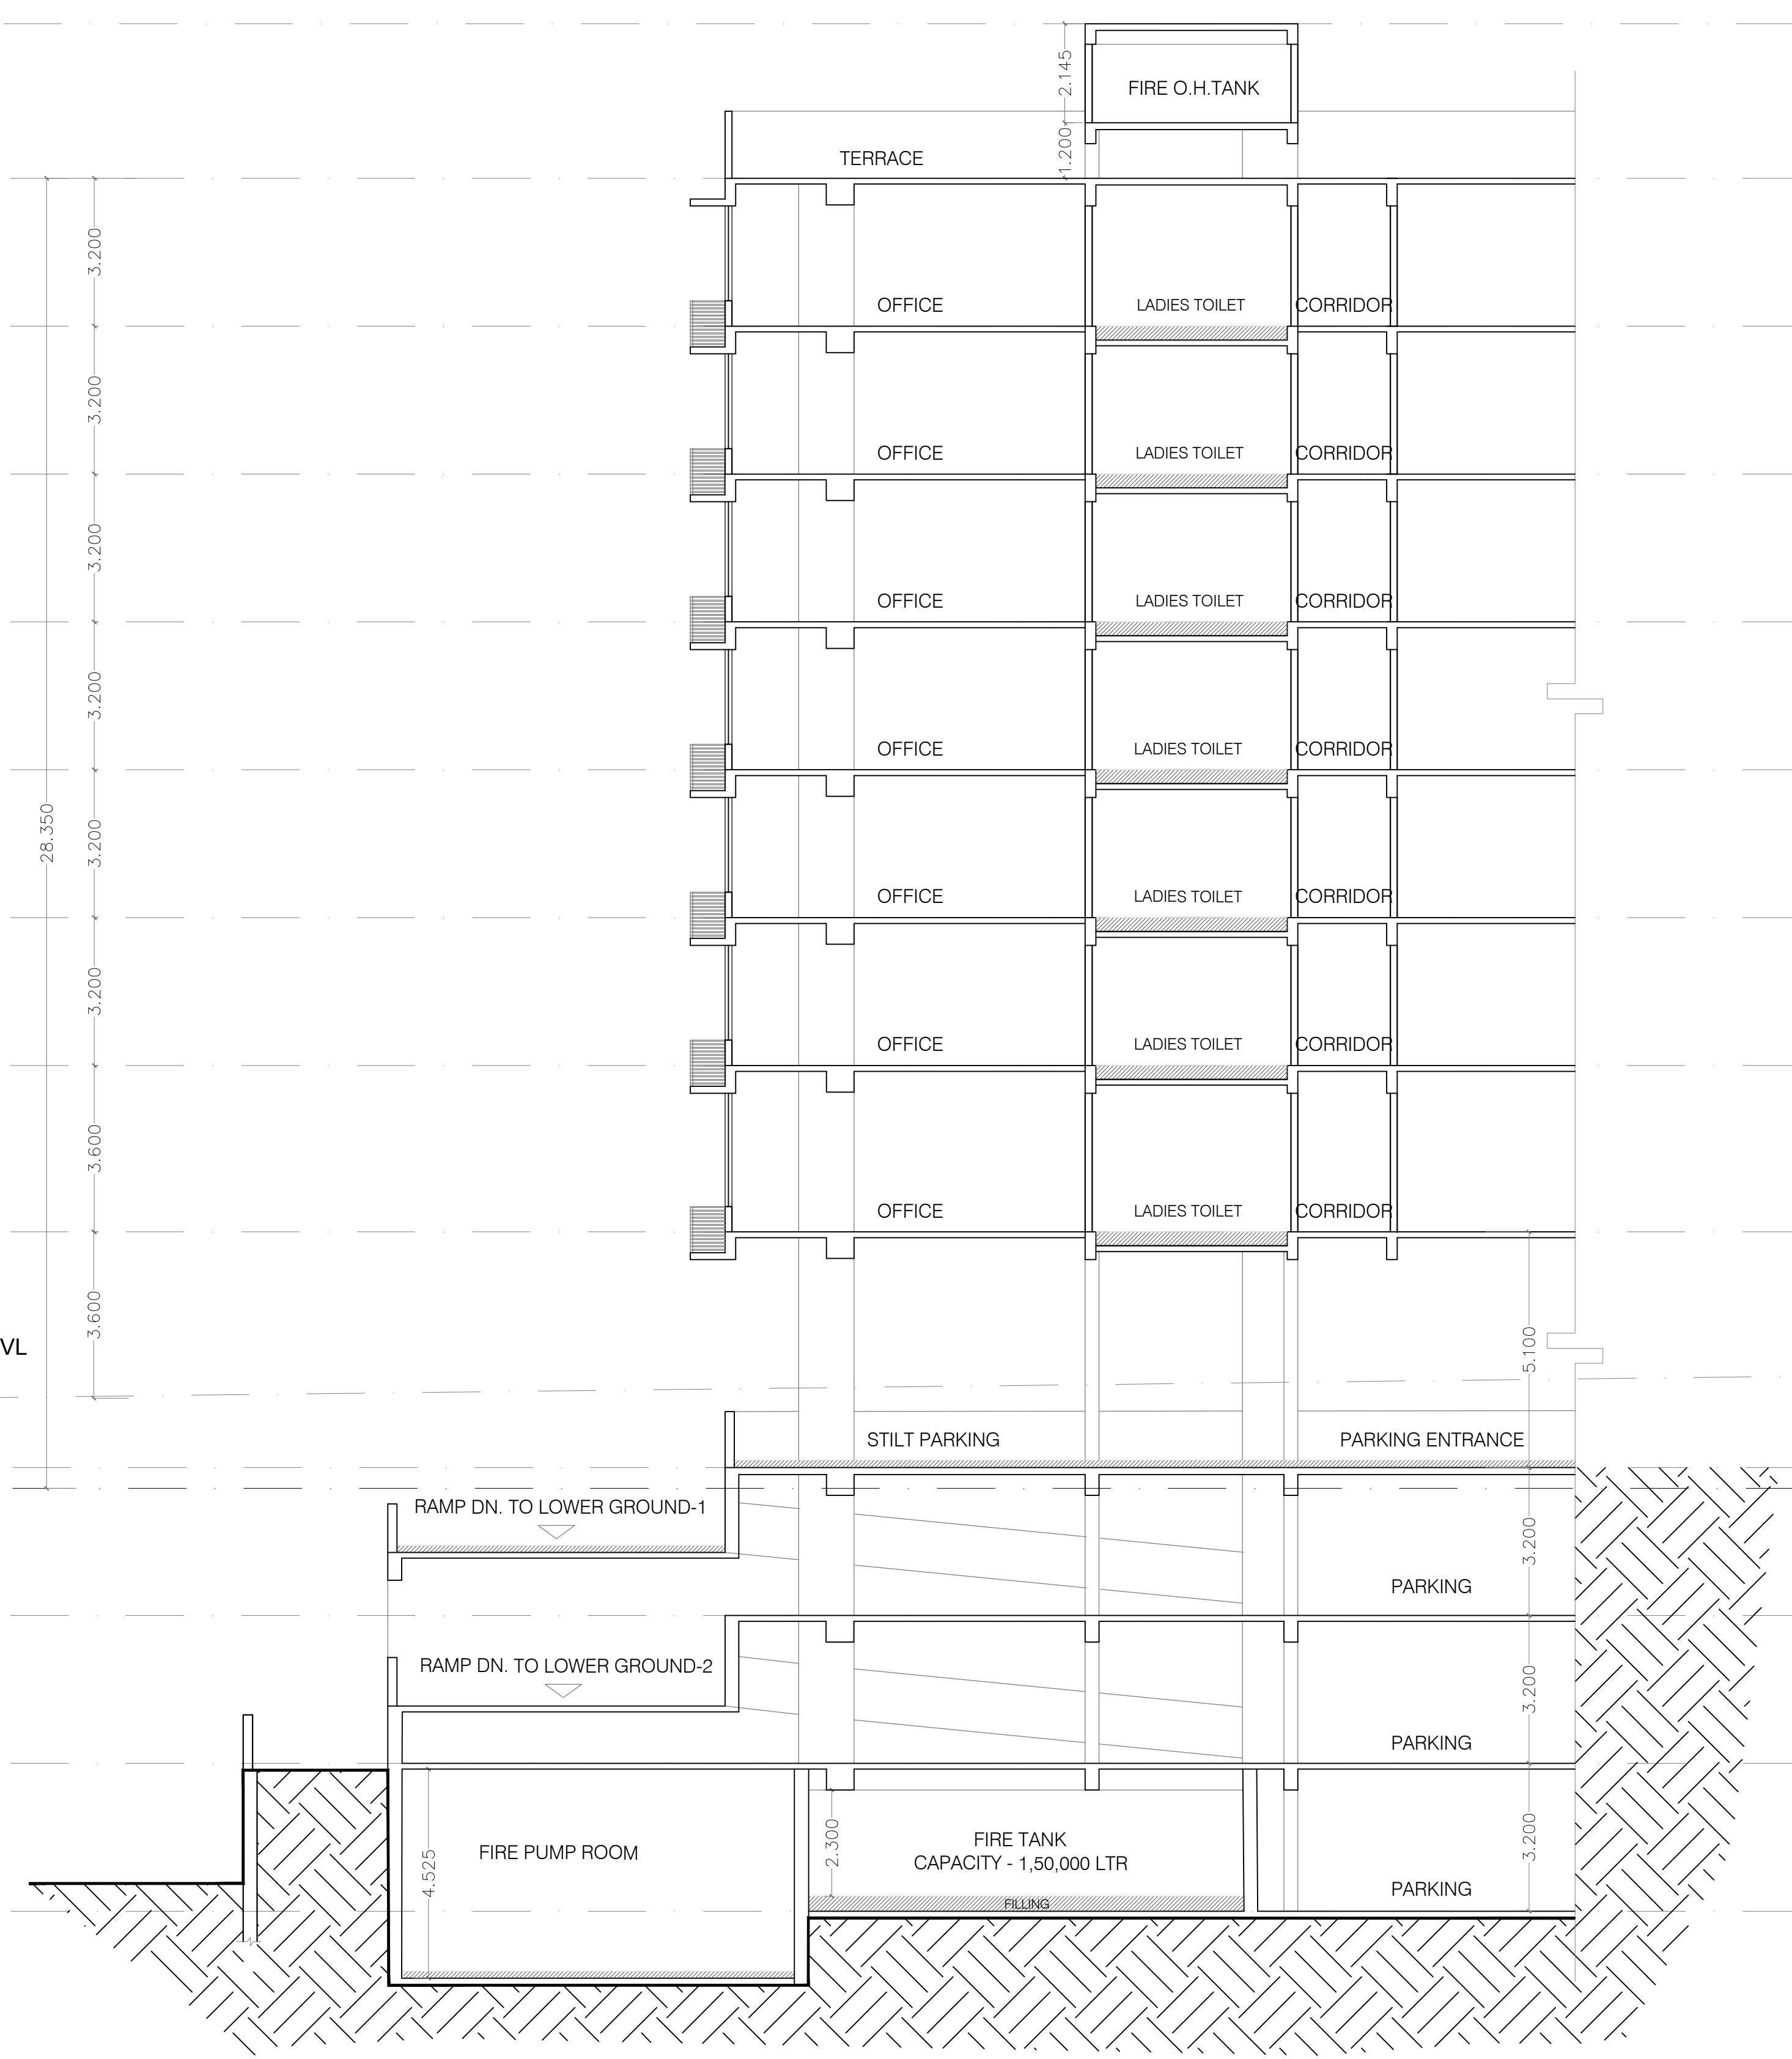 2.145
FIRE O.H.TANK
1.200
TERRACE
3.200
OFFICE
LADIES TOILET
CORRIDOR
3.200
OFFICE
LADIES TOILET
CORRIDOR
3.200
OFFICE
LADIES TOILET
CORRIDOR
3.200
OFFICE
LADIES TOILET
CORRIDOR
28.350
3.200
OFFICE
LADIES TOILET
CORRIDOR
3.200
OFFICE
LADIES TOILET
CORRIDOR
3.600
OFFICE
LADIES TOILET
CORRIDOR
3.600
VL
5.100
STILT PARKING
PARKING ENTRANCE
RAMP DN. TO LOWER GROUND-1
3.200
PARKING
RAMP DN. TO LOWER GROUND-2
3.200
PARKING
4.525
FIRE PUMP ROOM
2.300
FIRE TANK
CAPACITY - 1,50,000 LTR
FILLING
3.200
PARKING